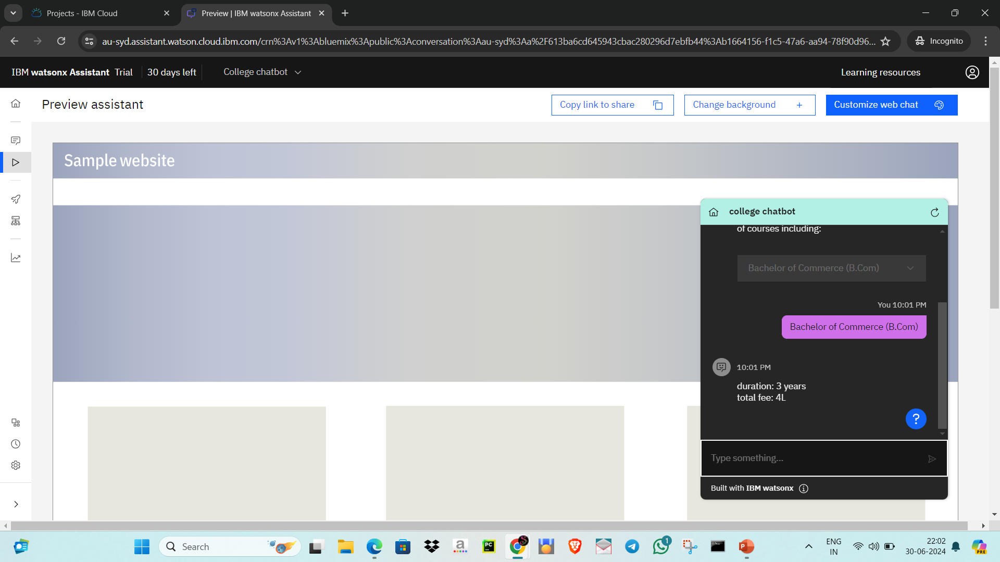 Projects - IBM Cloud
Preview | IBM watsonx Assistant
au-syd.assistant.watson.cloud.ibm.com/crn%3Av1%3Abluemix%3Apublic%3Aconversation%3Aau-syd%3Aa%2F613ba6cd645943cbac280296d7ebfb44%3Ab1664156-f1c5-47a6-aa94-78f90d96...
Incognito
IBM watsonx Assistant Trial
30 days left
College chatbot
Learning resources
Preview assistant
Copy link to share
Change background
Customize web chat
Sample website
college chatbot
of courses including:
Bachelor of Commerce (B.Com)
You 10:01 PM
Bachelor of Commerce (B.Com)
10:01 PM
duration: 3 years
total fee: 4L
?
Type something...
Built with IBM watsonx
Search
a
PC
P
1
ENG
IN
22:02
30-06-2024
PRE